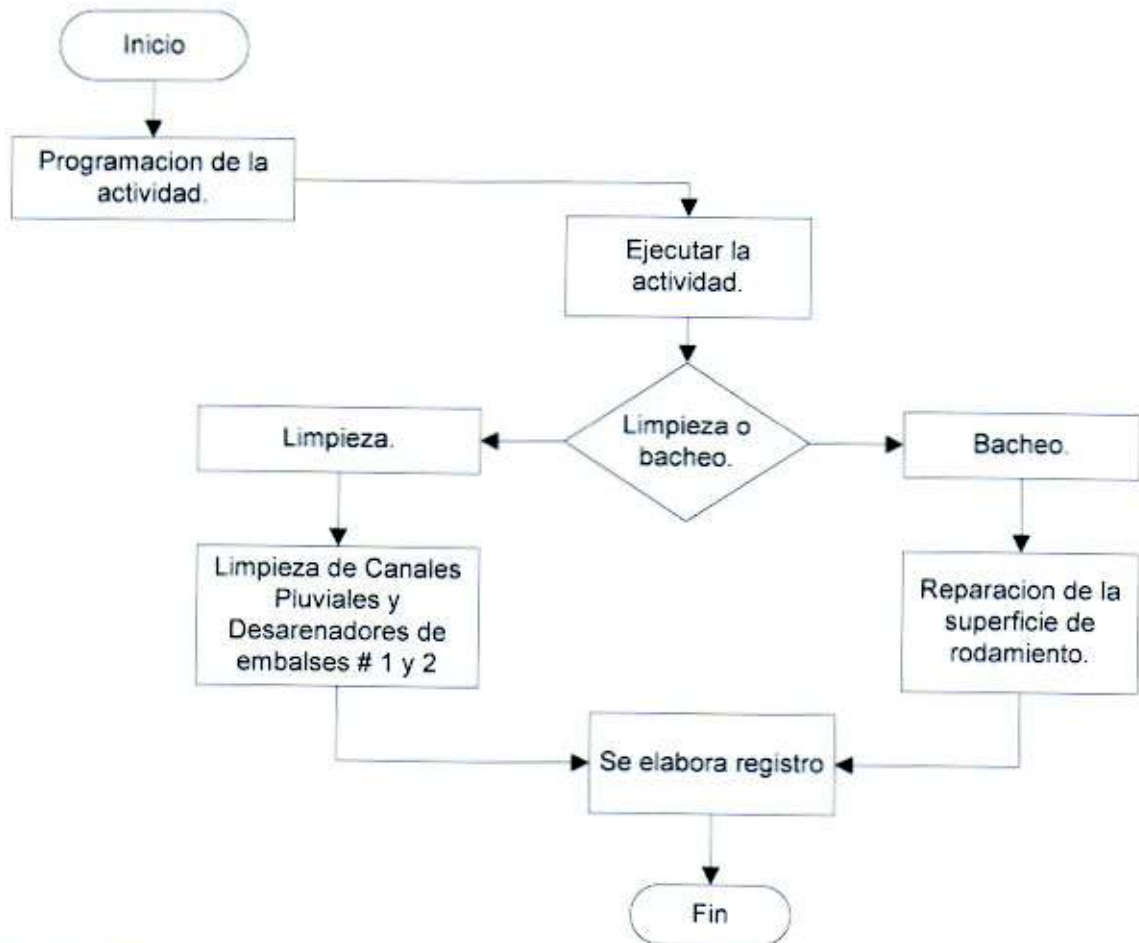 Inicio
Programacion de la
actividad.
Ejecutar la
actividad.
Limpieza o
bacheo.
Limpieza.
Bacheo.
Limpieza de Canales
Pluviales y
Desarenadores de
embalses # 1 y 2
Reparacion de la
superficie de
rodamiento.
Se elabora registro
Fin